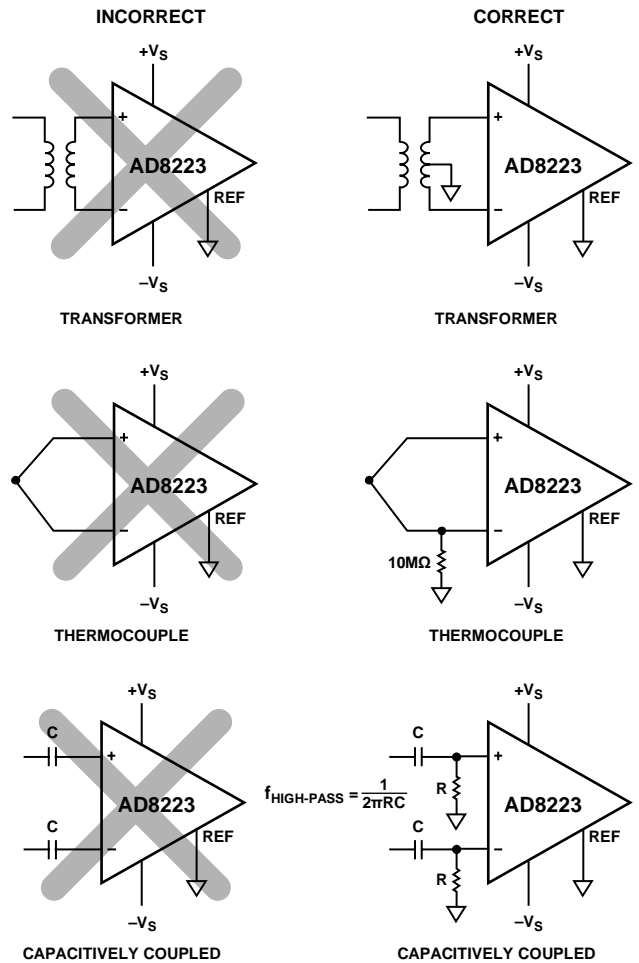 INCORRECT
CORRECT
+VS
+
AD8223
REF
–
–VS
TRANSFORMER
+VS
+
AD8223
REF
–
–VS
TRANSFORMER
+VS
+
AD8223
REF
–
–VS
THERMOCOUPLE
+VS
+
AD8223
REF
–
10MΩ
–VS
THERMOCOUPLE
+VS
C
+
AD8223
C
REF
–
–VS
CAPACITIVELY COUPLED
fHIGH-PASS = 1/2πRC
+VS
C
+
R
AD8223
C
REF
–
R
–VS
CAPACITIVELY COUPLED